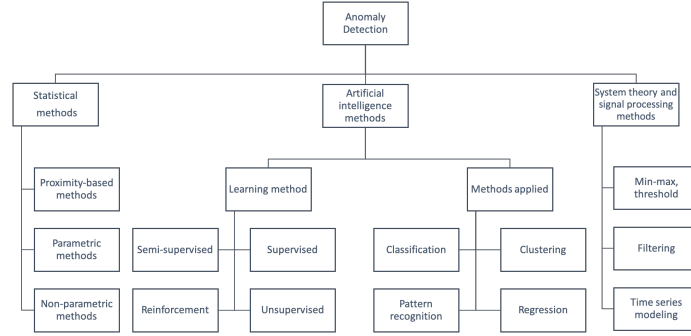 Anomaly
Detection
Statistical
methods
Artificial
intelligence
methods
System theory and
signal processing
methods
Proximity-based
methods
Parametric
methods
Non-parametric
methods
Learning method
Semi-supervised
Supervised
Reinforcement
Unsupervised
Methods applied
Classification
Clustering
Pattern
recognition
Regression
Min-max,
threshold
Filtering
Time series
modeling